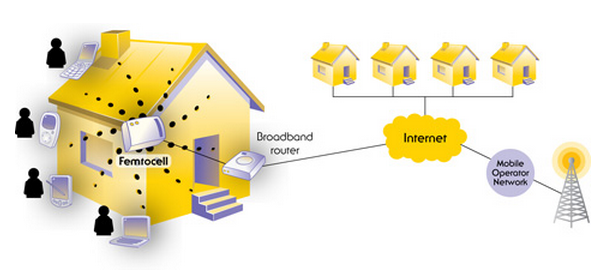 Femtocell
Broadband
router
Internet
Mobile
Operator
Network